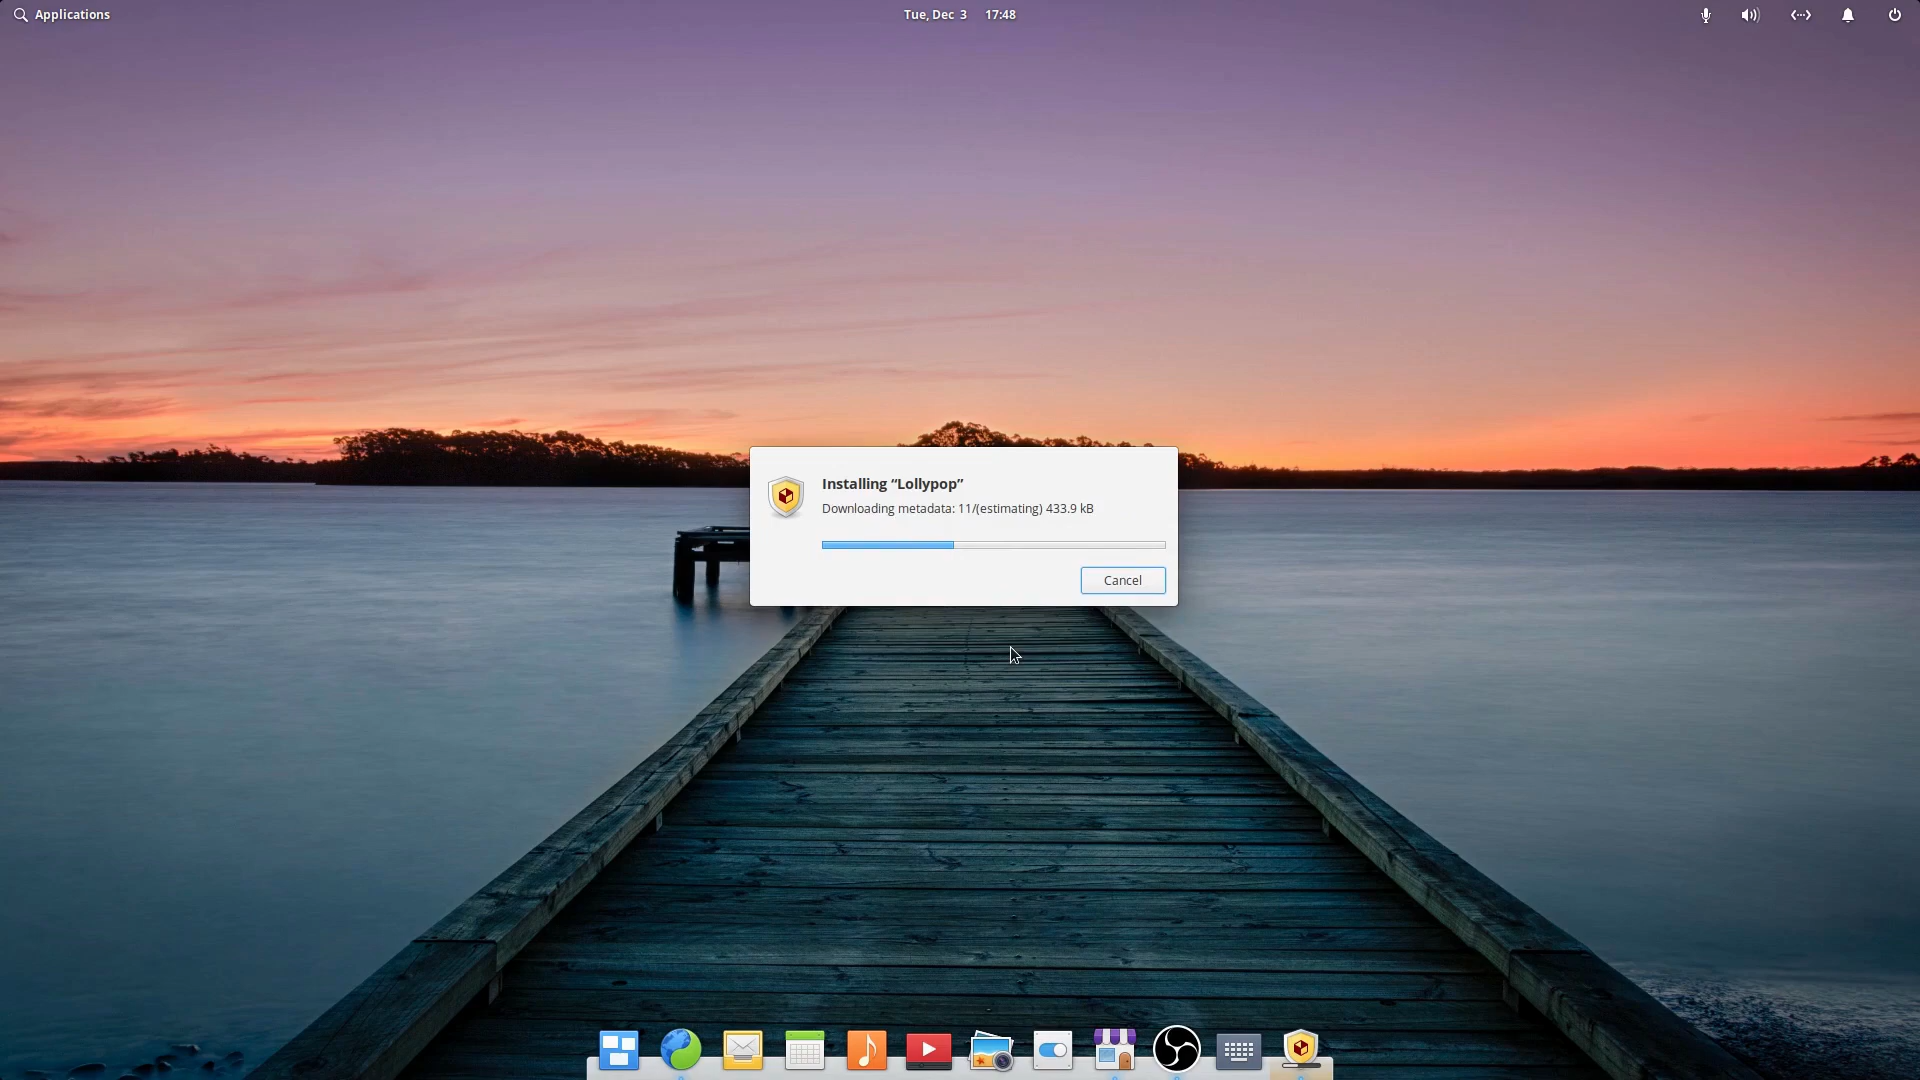 Applications
Tue, Dec 3 17:48
Installing “Lollypop”
Downloading metadata: 11/(estimating) 433.9 kB
Cancel